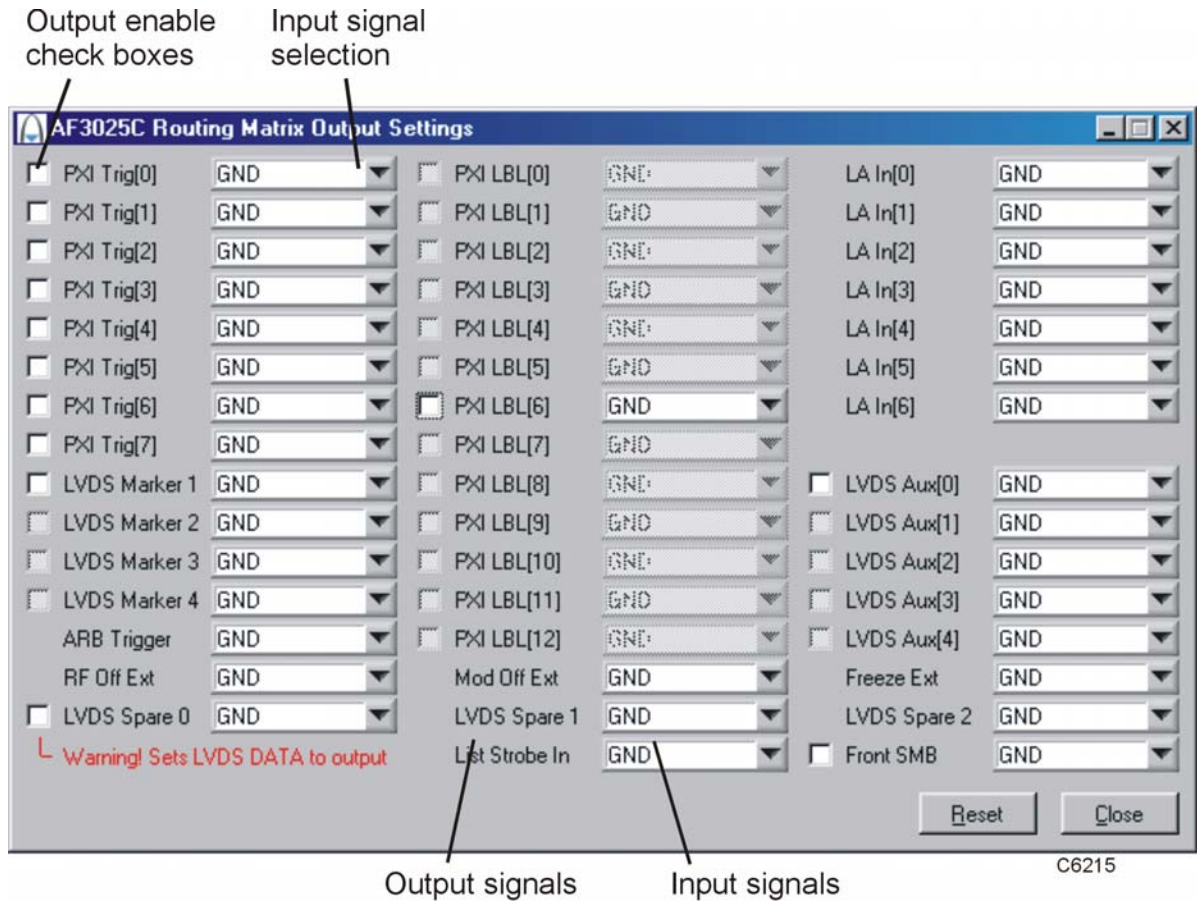 Output enable check boxes
Input signal selection
AF3025C Routing Matrix Output Settings
PXI Trig[0] GND PXI LBL[0] GND LA In[0] GND
PXI Trig[1] GND PXI LBL[1] GND LA In[1] GND
PXI Trig[2] GND PXI LBL[2] GND LA In[2] GND
PXI Trig[3] GND PXI LBL[3] GND LA In[3] GND
PXI Trig[4] GND PXI LBL[4] GND LA In[4] GND
PXI Trig[5] GND PXI LBL[5] GND LA In[5] GND
PXI Trig[6] GND PXI LBL[6] GND LA In[6] GND
PXI Trig[7] GND PXI LBL[7] GND
LVDS Marker 1 GND PXI LBL[8] GND LVDS Aux[0] GND
LVDS Marker 2 GND PXI LBL[9] GND LVDS Aux[1] GND
LVDS Marker 3 GND PXI LBL[10] GND LVDS Aux[2] GND
LVDS Marker 4 GND PXI LBL[11] GND LVDS Aux[3] GND
ARB Trigger GND PXI LBL[12] GND LVDS Aux[4] GND
RF Off Ext GND Mod Off Ext GND Freeze Ext GND
LVDS Spare 0 GND LVDS Spare 1 GND LVDS Spare 2 GND
Warning! Sets LVDS DATA to output List Strobe In GND Front SMB GND
Reset Close
C6215
Output signals Input signals